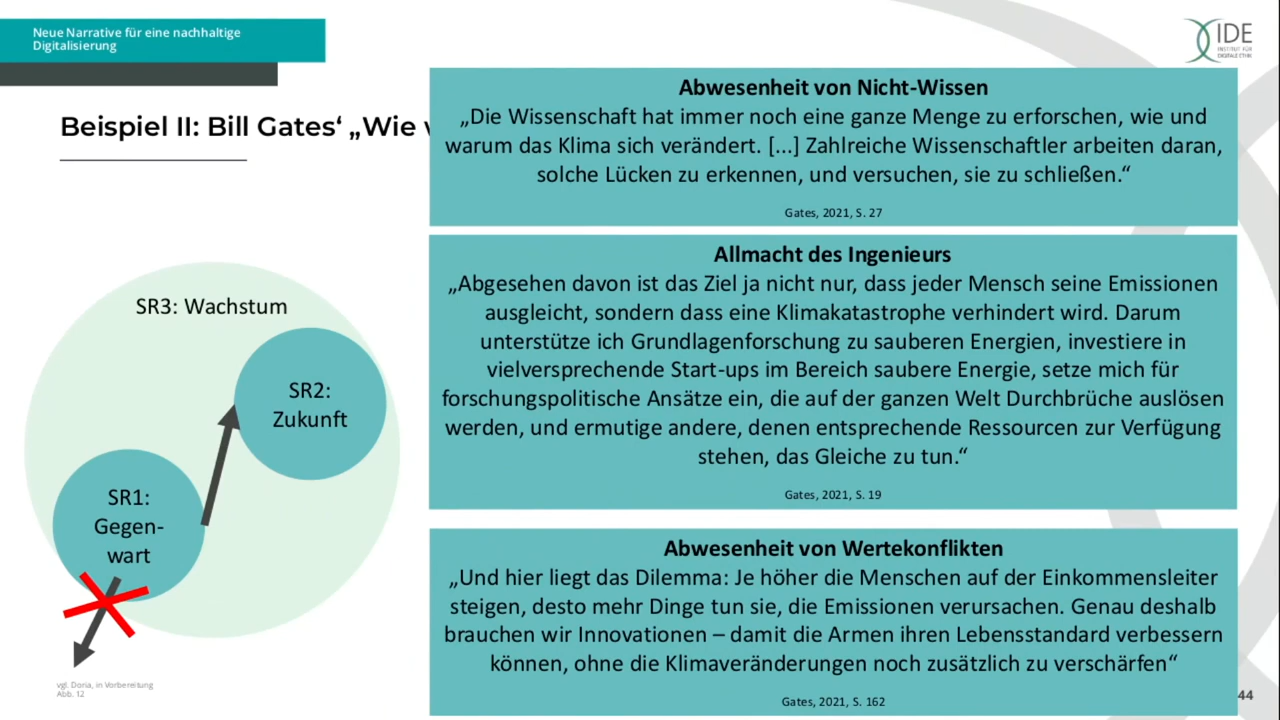 Neue Narrative für eine nachhaltige
Digitalisierung
IDE
INSTITUT FÜR
DIGITALE ETHIK
Beispiel II: Bill Gates‘ „Wie
Abwesenheit von Nicht-Wissen
„Die Wissenschaft hat immer noch eine ganze Menge zu erforschen, wie und
warum das Klima sich verändert. [...] Zahlreiche Wissenschaftler arbeiten daran,
solche Lücken zu erkennen, und versuchen, sie zu schließen.“
Gates, 2021, S. 27
Allmacht des Ingenieurs
„Abgesehen davon ist das Ziel ja nicht nur, dass jeder Mensch seine Emissionen
ausgleicht, sondern dass eine Klimakatastrophe verhindert wird. Darum
unterstütze ich Grundlagenforschung zu sauberen Energien, investiere in
vielversprechende Start-ups im Bereich saubere Energie, setze mich für
forschungspolitische Ansätze ein, die auf der ganzen Welt Durchbrüche auslösen
werden, und ermutige andere, denen entsprechende Ressourcen zur Verfügung
stehen, das Gleiche zu tun.“
Gates, 2021, S. 19
Abwesenheit von Wertekonflikten
„Und hier liegt das Dilemma: Je höher die Menschen auf der Einkommensleiter
steigen, desto mehr Dinge tun sie, die Emissionen verursachen. Genau deshalb
brauchen wir Innovationen – damit die Armen ihren Lebensstandard verbessern
können, ohne die Klimaveränderungen noch zusätzlich zu verschärfen“
Gates, 2021, S. 162
SR3: Wachstum
SR2:
Zukunft
SR1:
Gegen-
wart
vgl. Doria, in Vorbereitung
Abb. 12
44